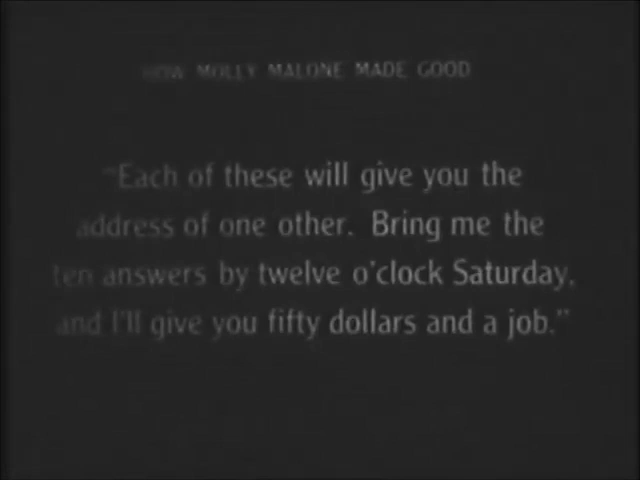 HOW MOLLY MALONE MADE GOOD
"Each of these will give you the
address of one other. Bring me the
ten answers by twelve o'clock Saturday,
and I'll give you fifty dollars and a job."